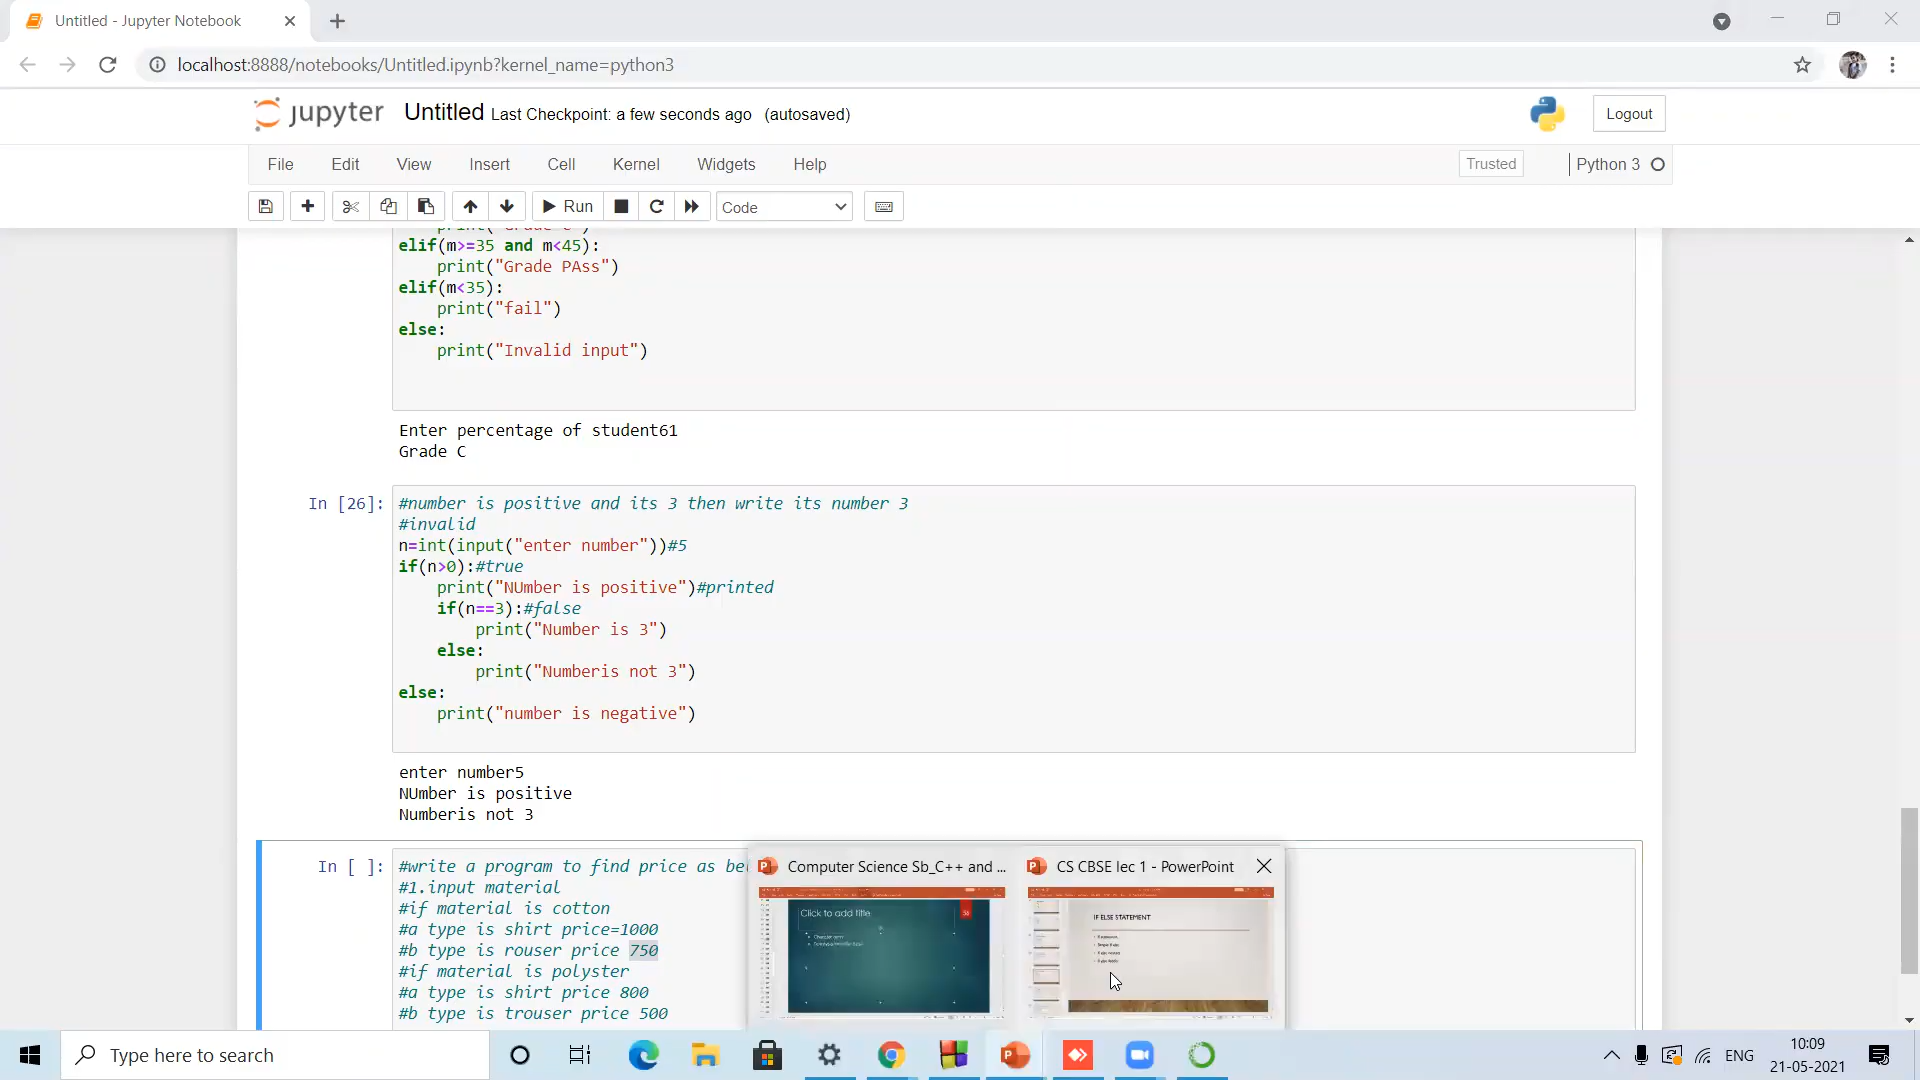 Untitled - Jupyter Notebook
localhost:8888/notebooks/Untitled.ipynb?kernel_name=python3
jupyter Untitled Last Checkpoint: a few seconds ago (autosaved)
Logout
File Edit View Insert Cell Kernel Widgets Help
Trusted Python 3
Run Code
elif(m>=35 and m<45):
print("Grade PAss")
elif(m<35):
print("fail")
else:
print("Invalid input")
Enter percentage of student61
Grade C
In [26]: #number is positive and its 3 then write its number 3
#invalid
n=int(input("enter number"))#5
if(n>0):#true
print("NUmber is positive")#printed
if(n==3):#false
print("Number is 3")
else:
print("Numberis not 3")
else:
print("number is negative")
enter number5
NUmber is positive
Numberis not 3
In [ ]: #write a program to find price as be
#1.input material
#if material is cotton
#a type is shirt price=1000
#b type is rouser price 750
#if material is polyster
#a type is shirt price 800
#b type is trouser price 500
Computer Science Sb_C++ and ...
Click to add title
CS CBSE lec 1 - PowerPoint
IF ELSE STATEMENT
Type here to search
ENG
10:09
21-05-2021